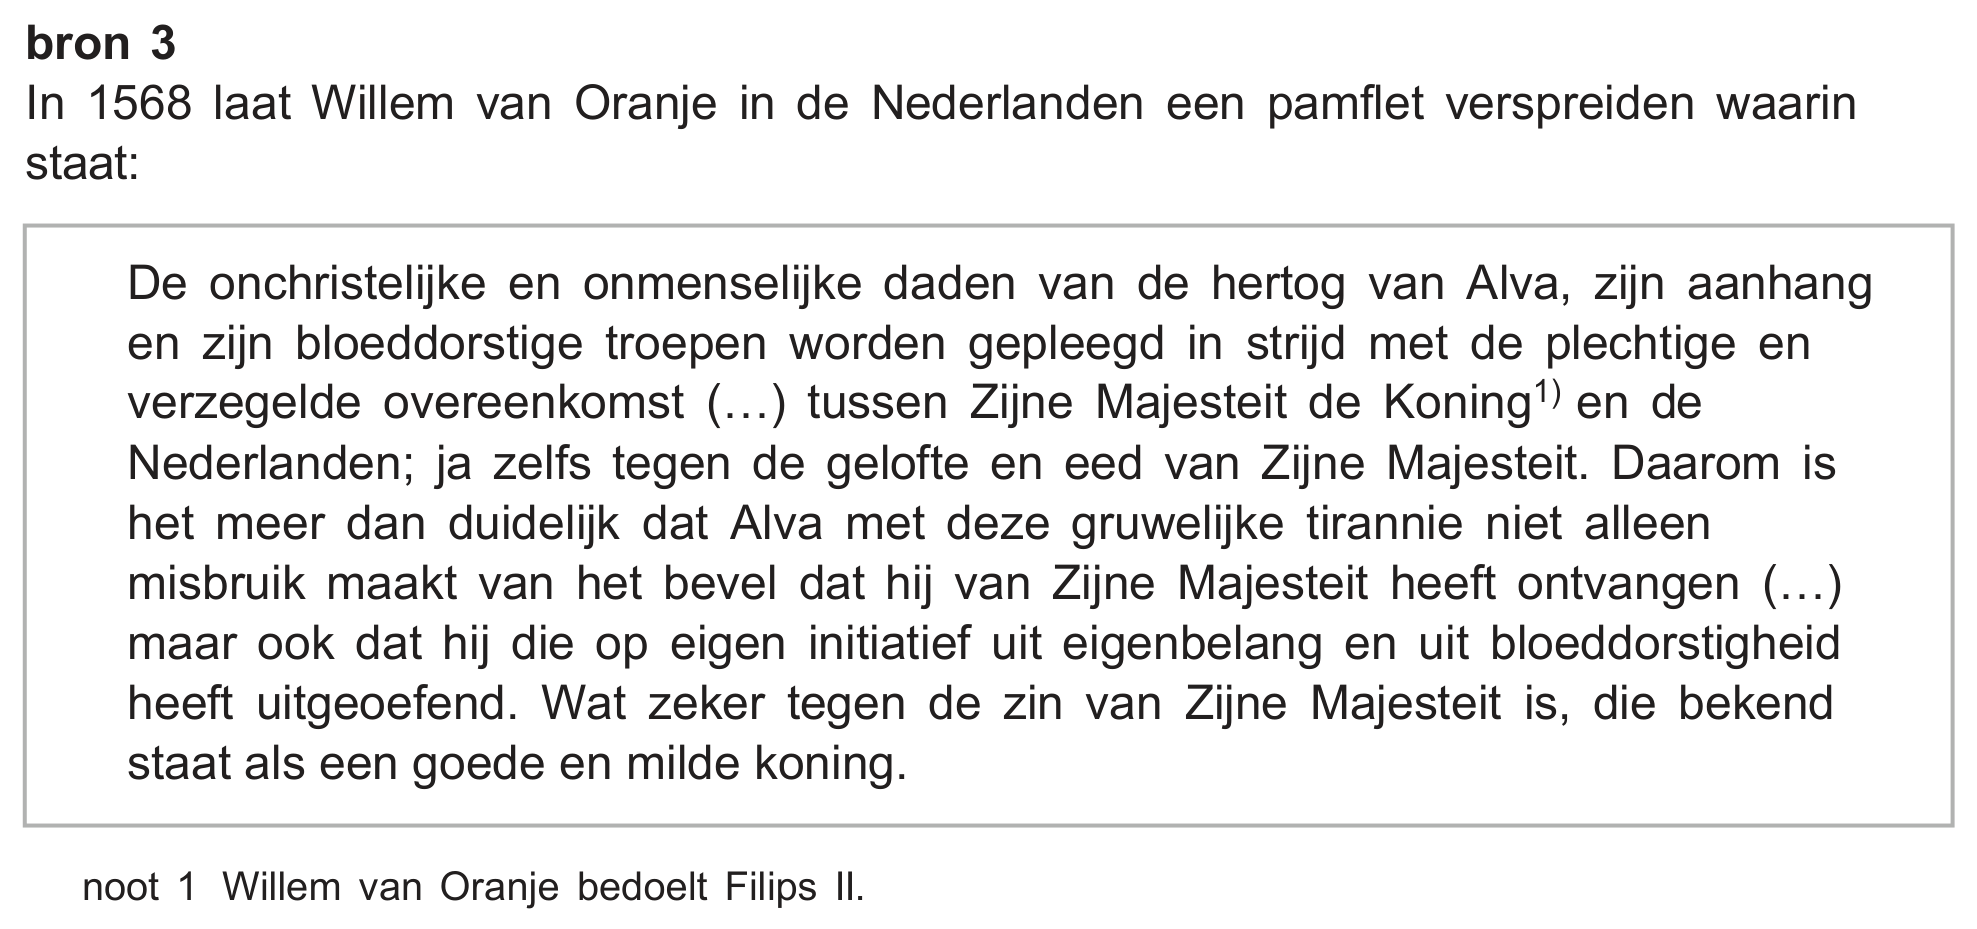 bron 3
In 1568 laat Willem van Oranje in de Nederlanden een pamflet verspreiden waarin
staat:
De onchristelijke en onmenselijke daden van de hertog van Alva, zijn aanhang
en zijn bloeddorstige troepen worden gepleegd in strijd met de plechtige en
verzegelde overeenkomst (…) tussen Zijne Majesteit de Koning¹⁾ en de
Nederlanden; ja zelfs tegen de gelofte en eed van Zijne Majesteit. Daarom is
het meer dan duidelijk dat Alva met deze gruwelijke tirannie niet alleen
misbruik maakt van het bevel dat hij van Zijne Majesteit heeft ontvangen (…)
maar ook dat hij die op eigen initiatief uit eigenbelang en uit bloeddorstigheid
heeft uitgeoefend. Wat zeker tegen de zin van Zijne Majesteit is, die bekend
staat als een goede en milde koning.
noot 1 Willem van Oranje bedoelt Filips II.